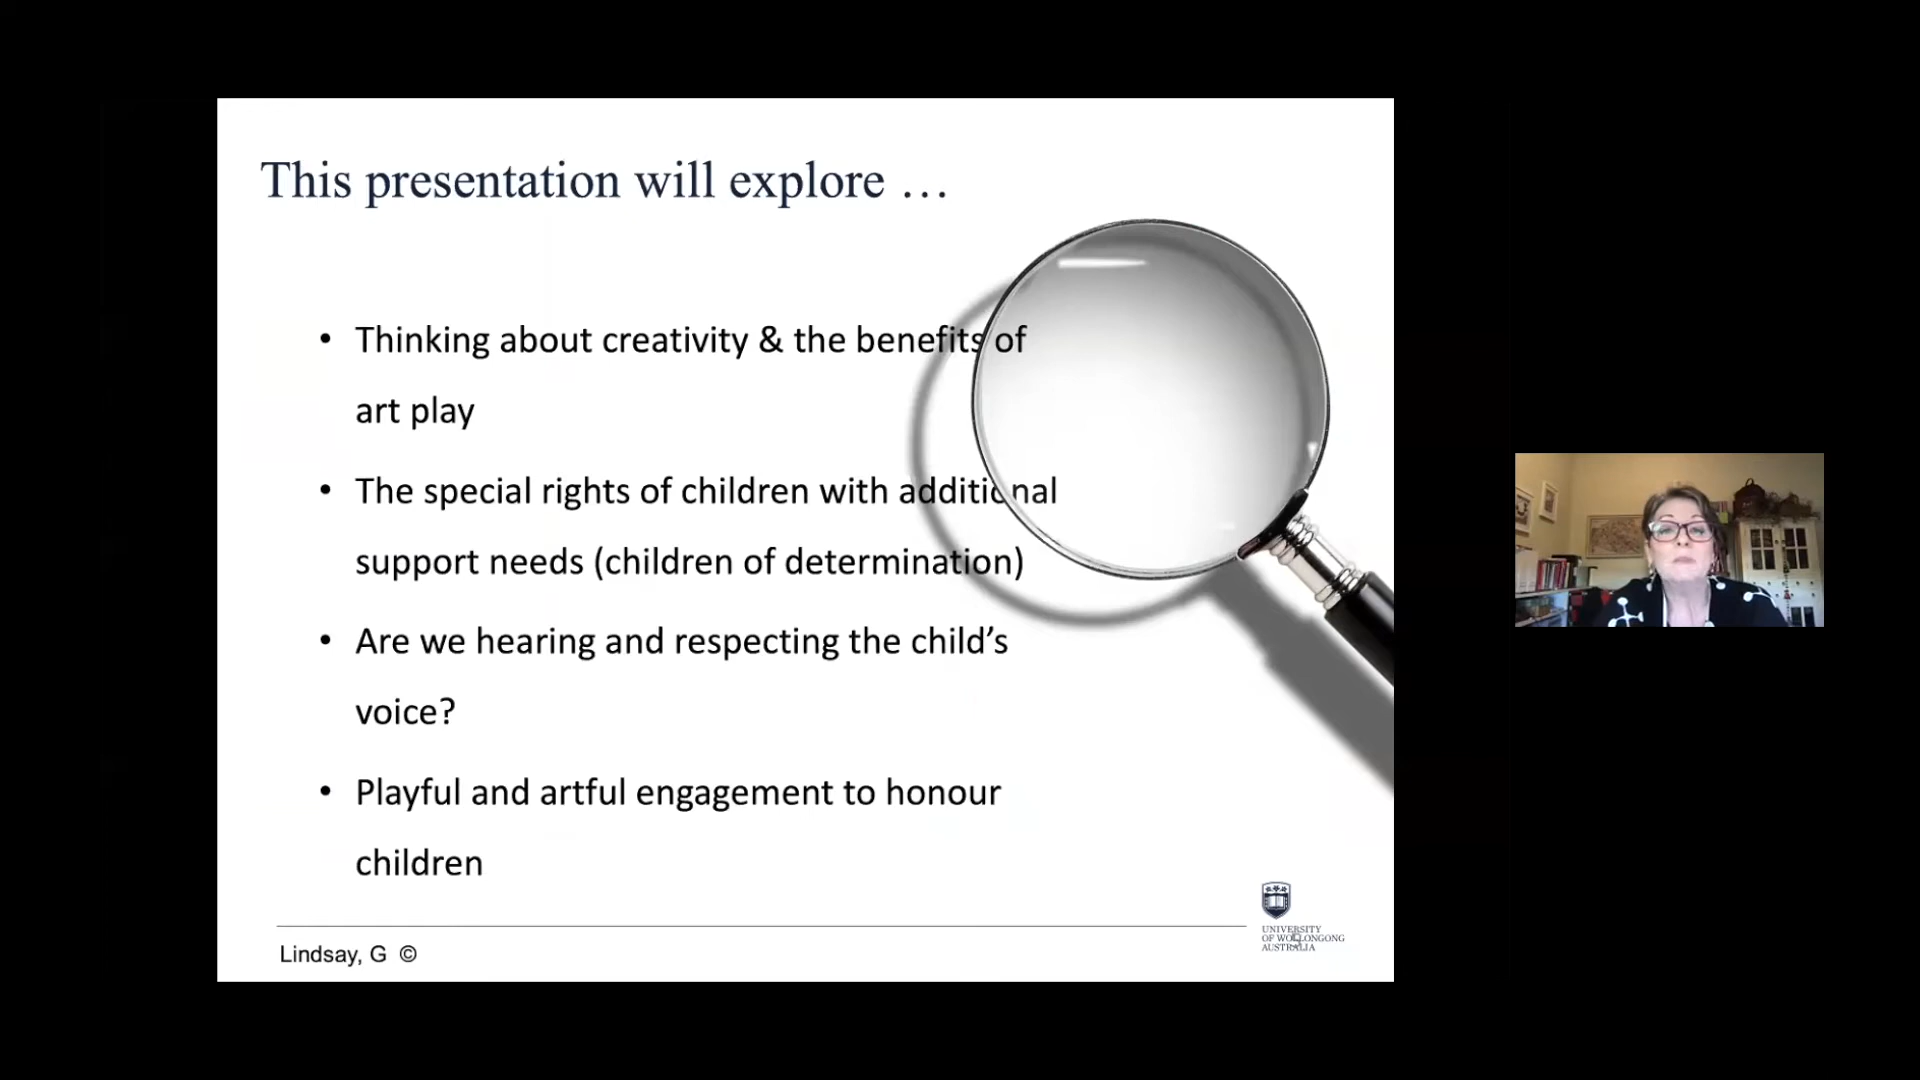 This presentation will explore …
• Thinking about creativity & the benefits of
art play
• The special rights of children with additional
support needs (children of determination)
• Are we hearing and respecting the child’s
voice?
• Playful and artful engagement to honour
children
Lindsay, G ©
UNIVERSITY
OF WOLLONGONG
AUSTRALIA